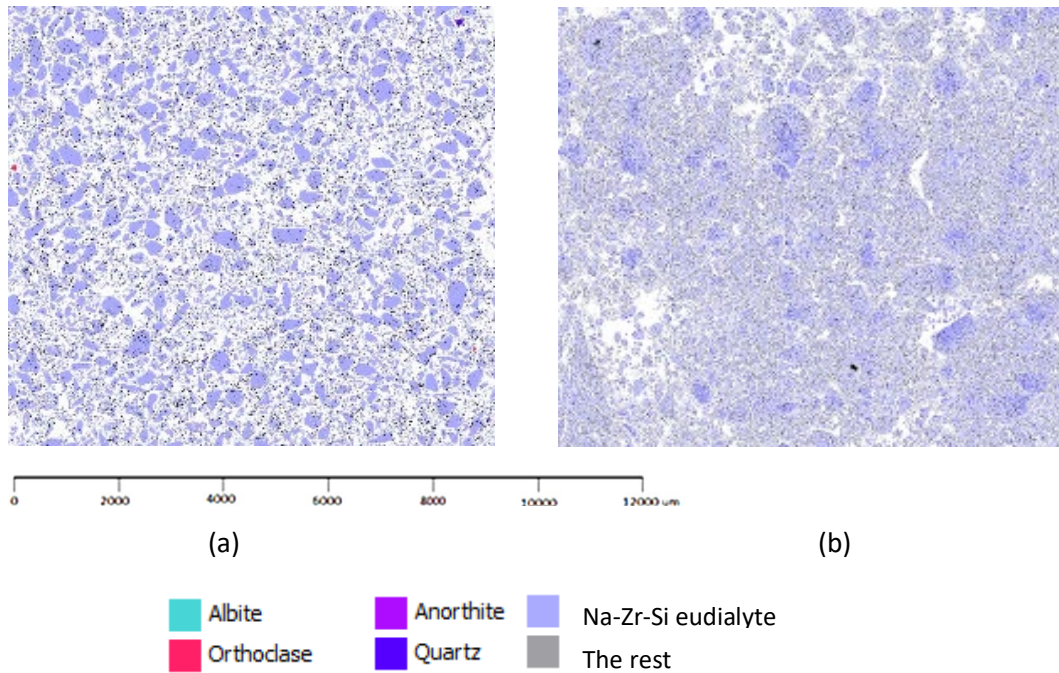 0 2000 4000 6000 8000 10000 12000 um
(a) (b)
Albite Anorthite Na-Zr-Si eudialyte
Orthoclase Quartz The rest